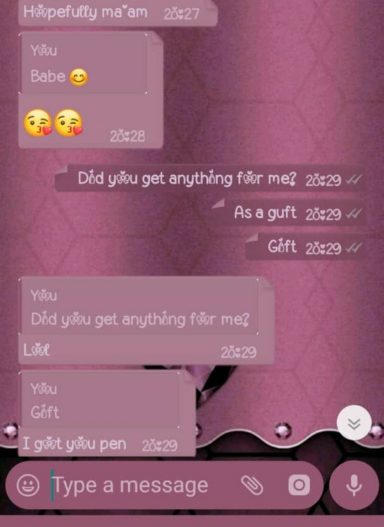 Hopefully ma"am 20:27
You
Babe 😊
😘😘
20:28
Did you get anything for me? 20:29
As a guft 20:29
Gift 20:29
You
Did you get anything for me?
Lol 20:29
You
Gift
I got you pen 20:29
Type a message